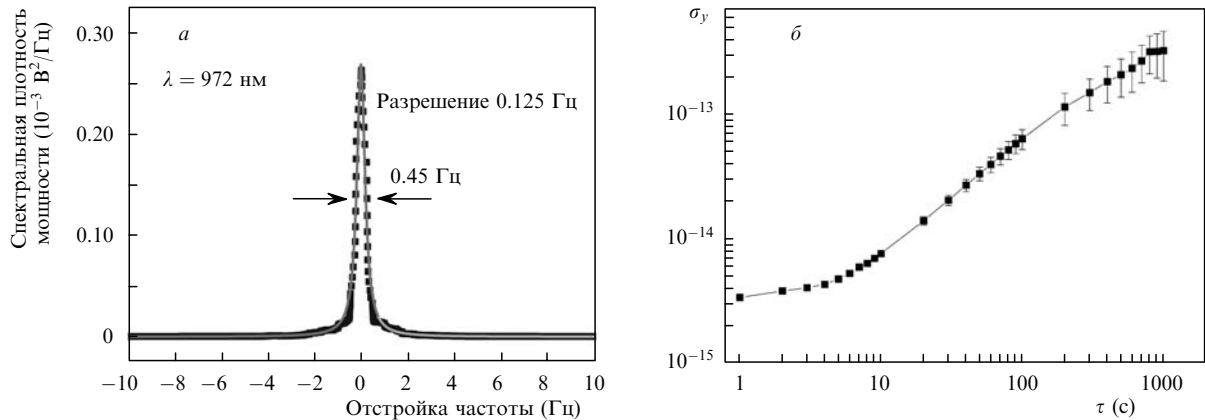 Спектральная плотность
мощности (10⁻³ В²/Гц)
0.30
0.20
0.10
0
а
λ = 972 нм
Разрешение 0.125 Гц
0.45 Гц
−10 −8 −6 −4 −2 0 2 4 6 8 10
Отстройка частоты (Гц)
σy
б
10⁻¹³
10⁻¹⁴
10⁻¹⁵
1 10 100 1000
τ (с)